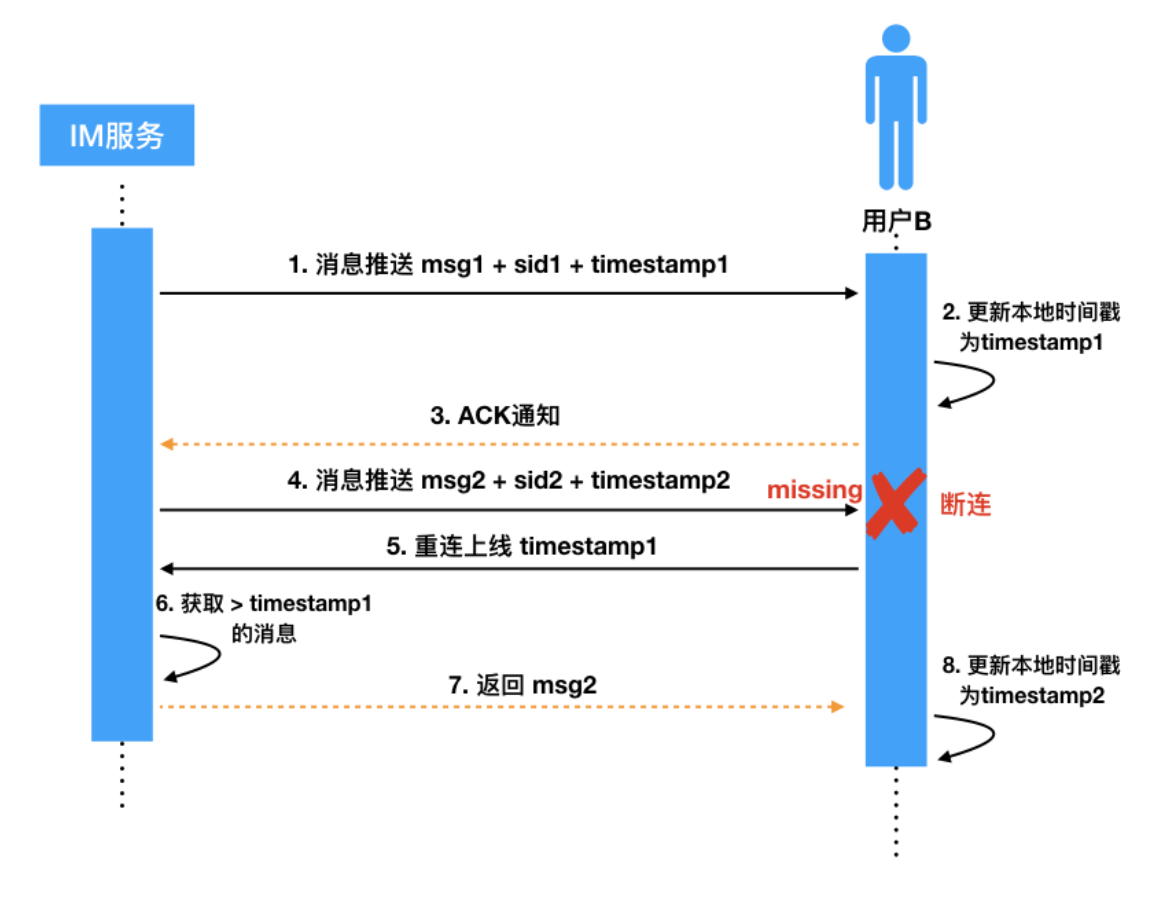 IM服务
用户B
1. 消息推送 msg1 + sid1 + timestamp1
2. 更新本地时间戳
为timestamp1
3. ACK通知
4. 消息推送 msg2 + sid2 + timestamp2
missing
断连
5. 重连上线 timestamp1
6. 获取 > timestamp1
的消息
7. 返回 msg2
8. 更新本地时间戳
为timestamp2